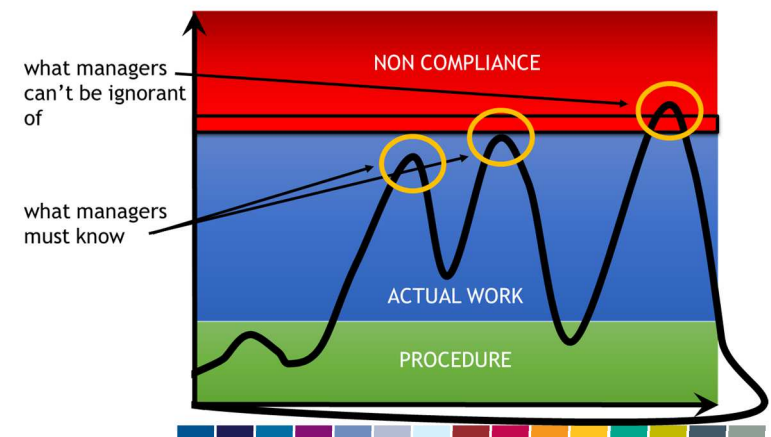 NON COMPLIANCE
what managers
can't be ignorant
of
what managers
must know
ACTUAL WORK
PROCEDURE